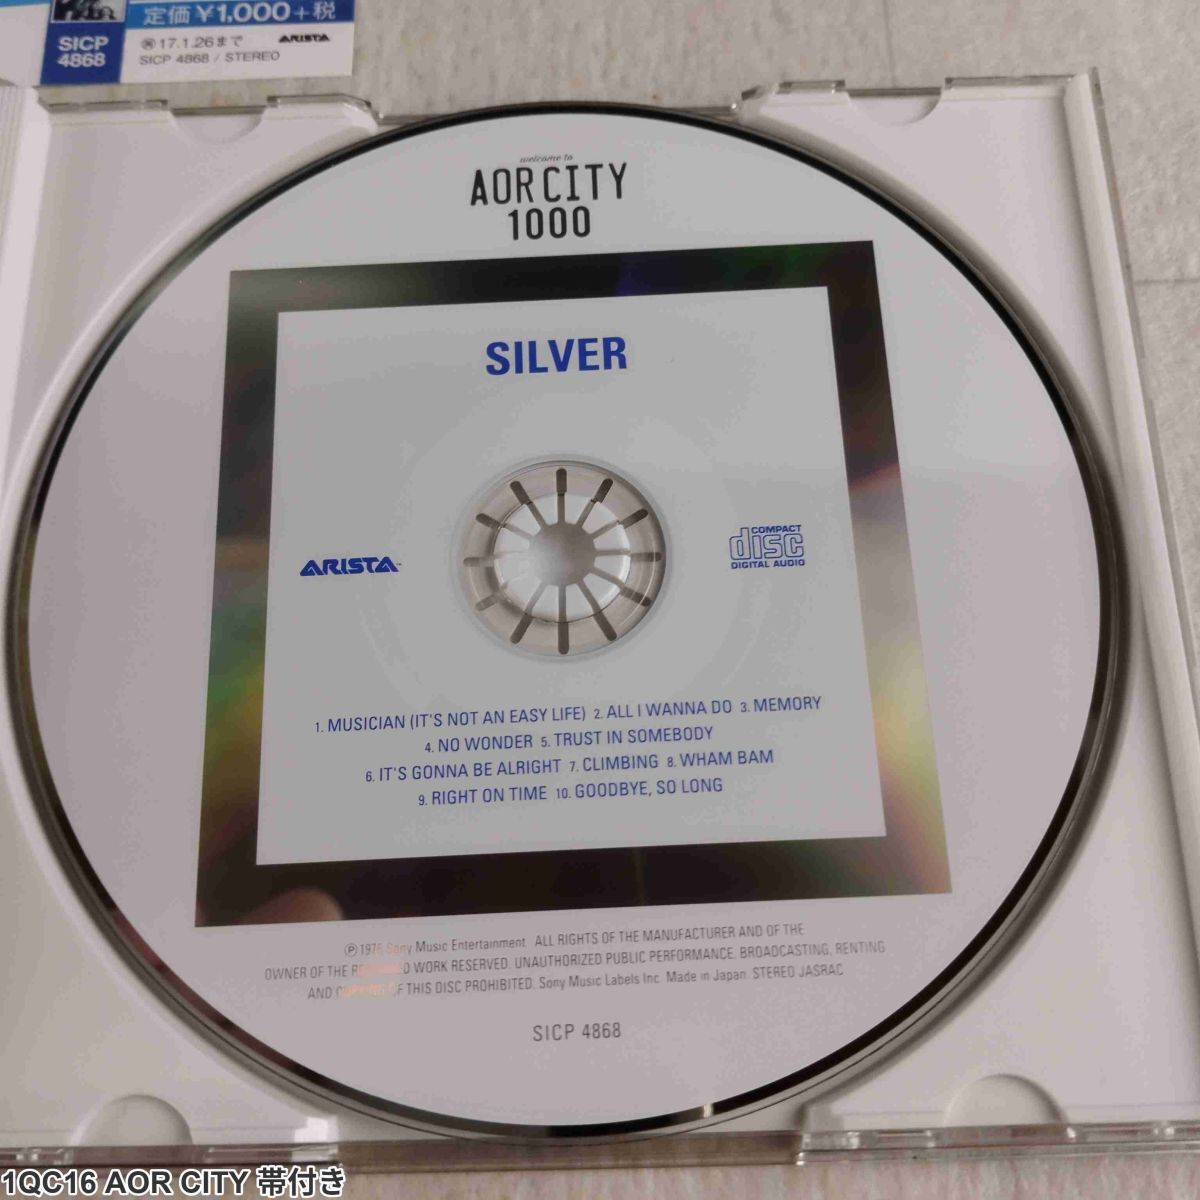 定価¥1,000+税
SICP
4868
㊝17.1.26まで
ARISTA
SICP 4868 / STEREO
welcome to
AOR CITY
1000
SILVER
ARISTA
COMPACT
disc
DIGITAL AUDIO
1. MUSICIAN (IT'S NOT AN EASY LIFE) 2. ALL I WANNA DO 3. MEMORY
4. NO WONDER 5. TRUST IN SOMEBODY
6. IT'S GONNA BE ALRIGHT 7. CLIMBING 8. WHAM BAM
9. RIGHT ON TIME 10. GOODBYE, SO LONG
℗1976 Sony Music Entertainment ALL RIGHTS OF THE MANUFACTURER AND OF THE
OWNER OF THE RECORDED WORK RESERVED. UNAUTHORIZED PUBLIC PERFORMANCE. BROADCASTING, RENTING
AND COPYING OF THIS DISC PROHIBITED. Sony Music Labels Inc. Made in Japan. STEREO JASRAC
SICP 4868
1QC16 AOR CITY 帯付き